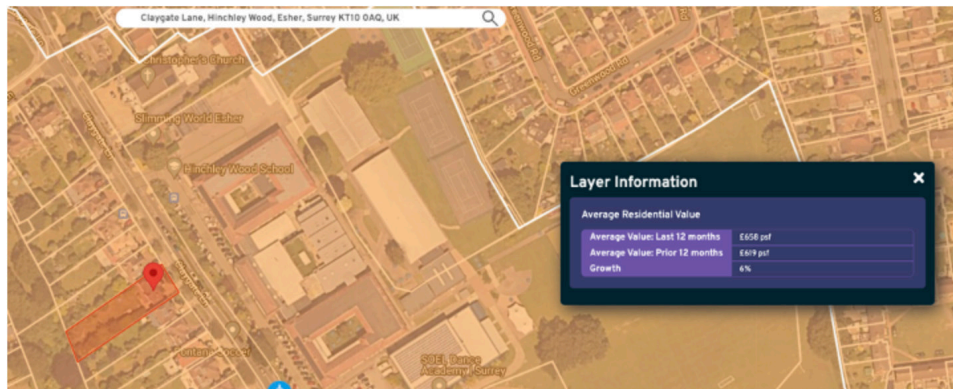 Claygate Lane, Hinchley Wood, Esher, Surrey KT10 0AQ, UK
Greenwood Rd
Greenwood Rd
Christopher's Church
Slimming World Esher
Hinchley Wood School
Layer Information
Average Residential Value
Average Value: Last 12 months £658 psf
Average Value: Prior 12 months £619 psf
Growth 6%
SOEL Dance
Academy | Surrey